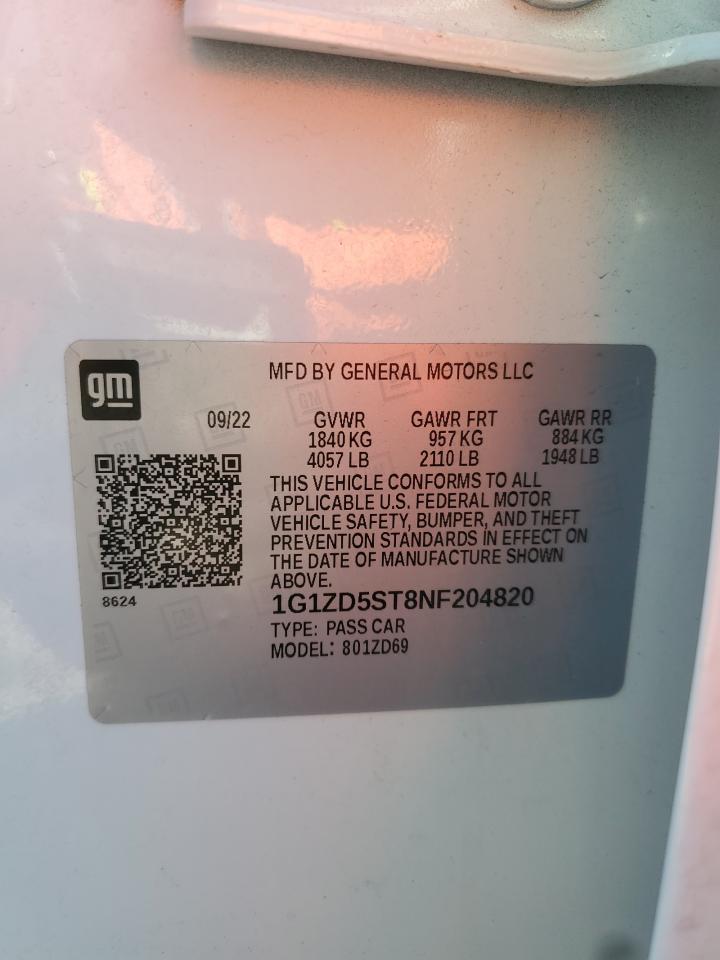 gm
MFD BY GENERAL MOTORS LLC
09/22 GVWR GAWR FRT GAWR RR
1840 KG 957 KG 884 KG
4057 LB 2110 LB 1948 LB
THIS VEHICLE CONFORMS TO ALL
APPLICABLE U.S. FEDERAL MOTOR
VEHICLE SAFETY, BUMPER, AND THEFT
PREVENTION STANDARDS IN EFFECT ON
THE DATE OF MANUFACTURE SHOWN
ABOVE.
8624
1G1ZD5ST8NF204820
TYPE: PASS CAR
MODEL: 801ZD69